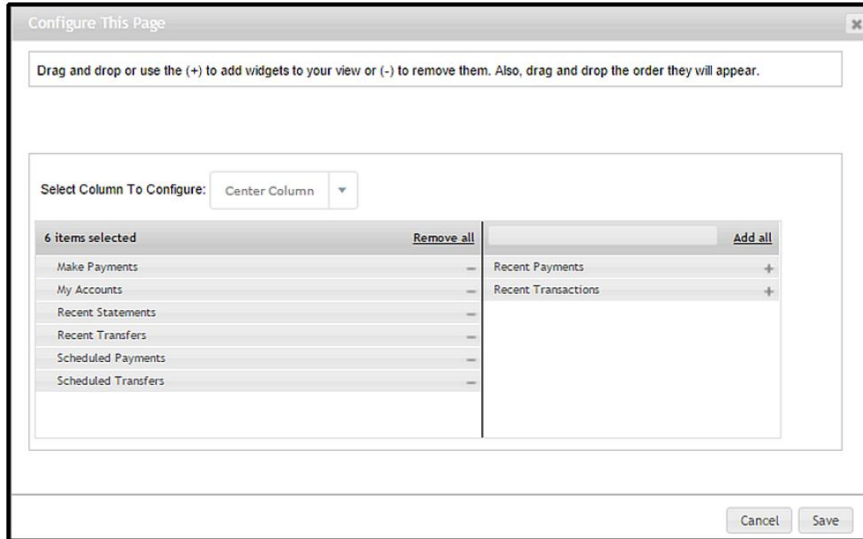 Configure This Page
Drag and drop or use the (+) to add widgets to your view or (-) to remove them. Also, drag and drop the order they will appear.
Select Column To Configure: Center Column
6 items selected Remove all Add all
Make Payments − Recent Payments +
My Accounts − Recent Transactions +
Recent Statements −
Recent Transfers −
Scheduled Payments −
Scheduled Transfers −
Cancel Save